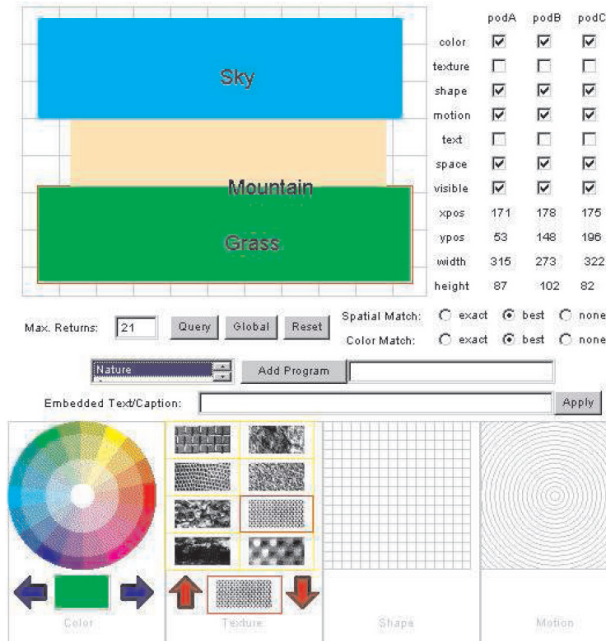 podA podB podC
Sky
Mountain
Grass
color
texture
shape
motion
text
space
visible
xpos 171 178 175
ypos 53 148 196
width 315 273 322
height 87 102 82
Max. Returns: 21 Query Global Reset
Spatial Match: exact best none
Color Match: exact best none
Nature Add Program
Embedded Text/Caption: Apply
Color Texture Shape Motion